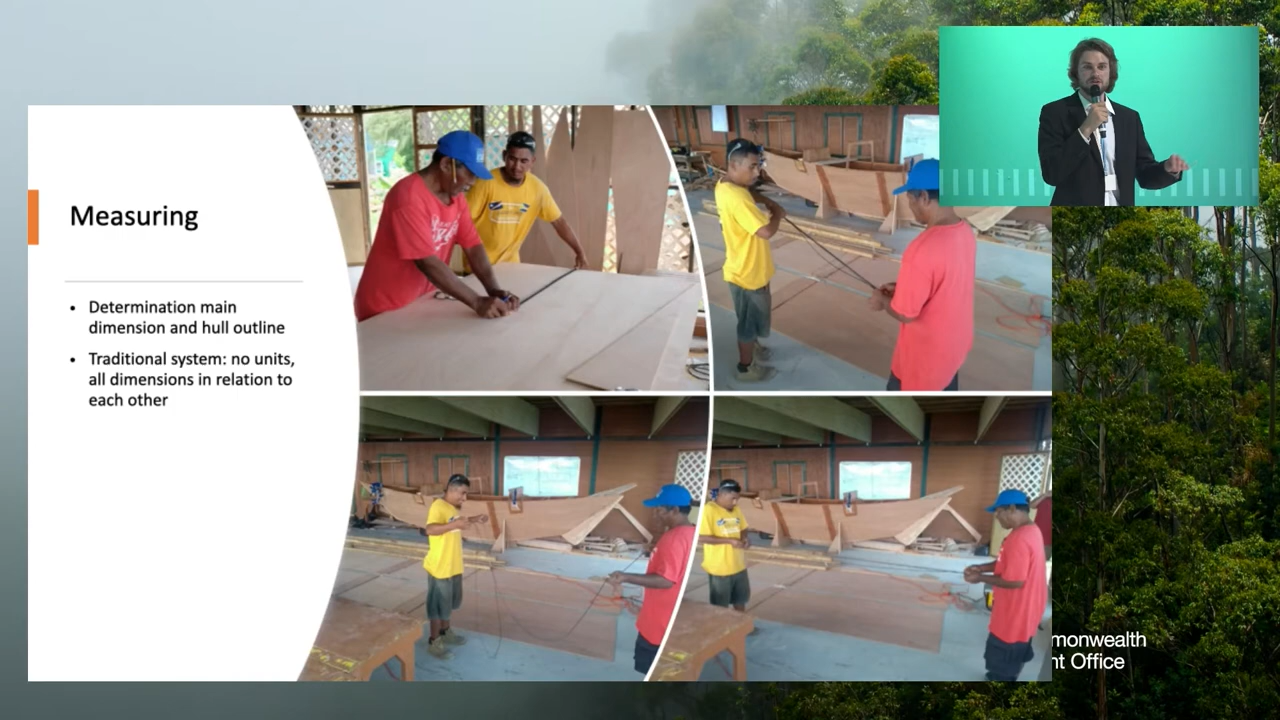 Measuring
• Determination main
dimension and hull outline
• Traditional system: no units,
all dimensions in relation to
each other
monwealth
nt Office